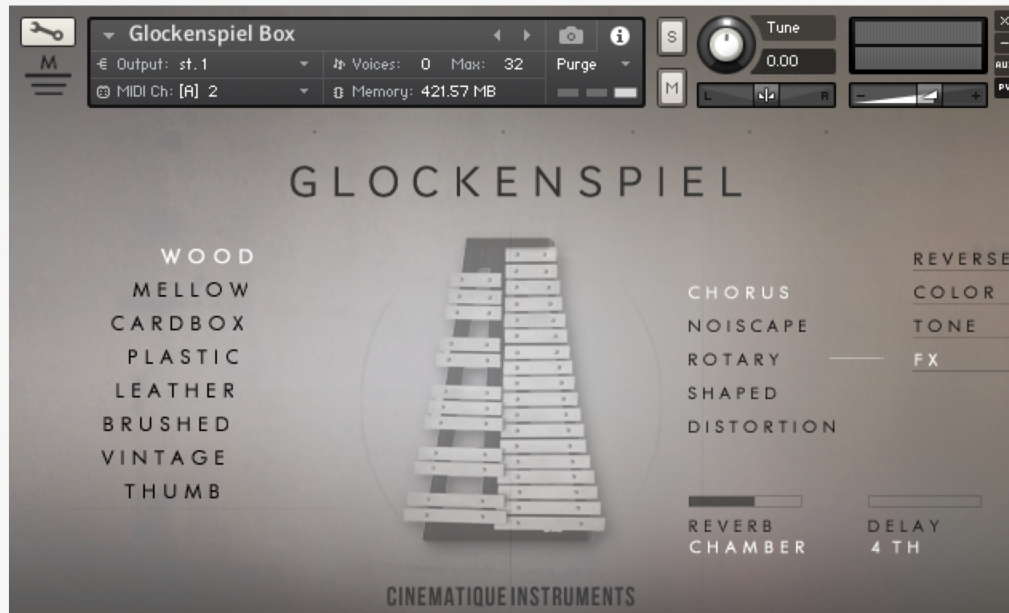 Glockenspiel Box
Output: st.1
Voices: 0 Max: 32
Purge
MIDI Ch: [A] 2
Memory: 421.57 MB
M
S
M
Tune
0.00
L R
- +
AUX
PV
GLOCKENSPIEL
WOOD
MELLOW
CARDBOX
PLASTIC
LEATHER
BRUSHED
VINTAGE
THUMB
CHORUS
NOISCAPE
ROTARY
SHAPED
DISTORTION
REVERSE
COLOR
TONE
FX
REVERB
CHAMBER
DELAY
4 TH
CINEMATIQUE INSTRUMENTS